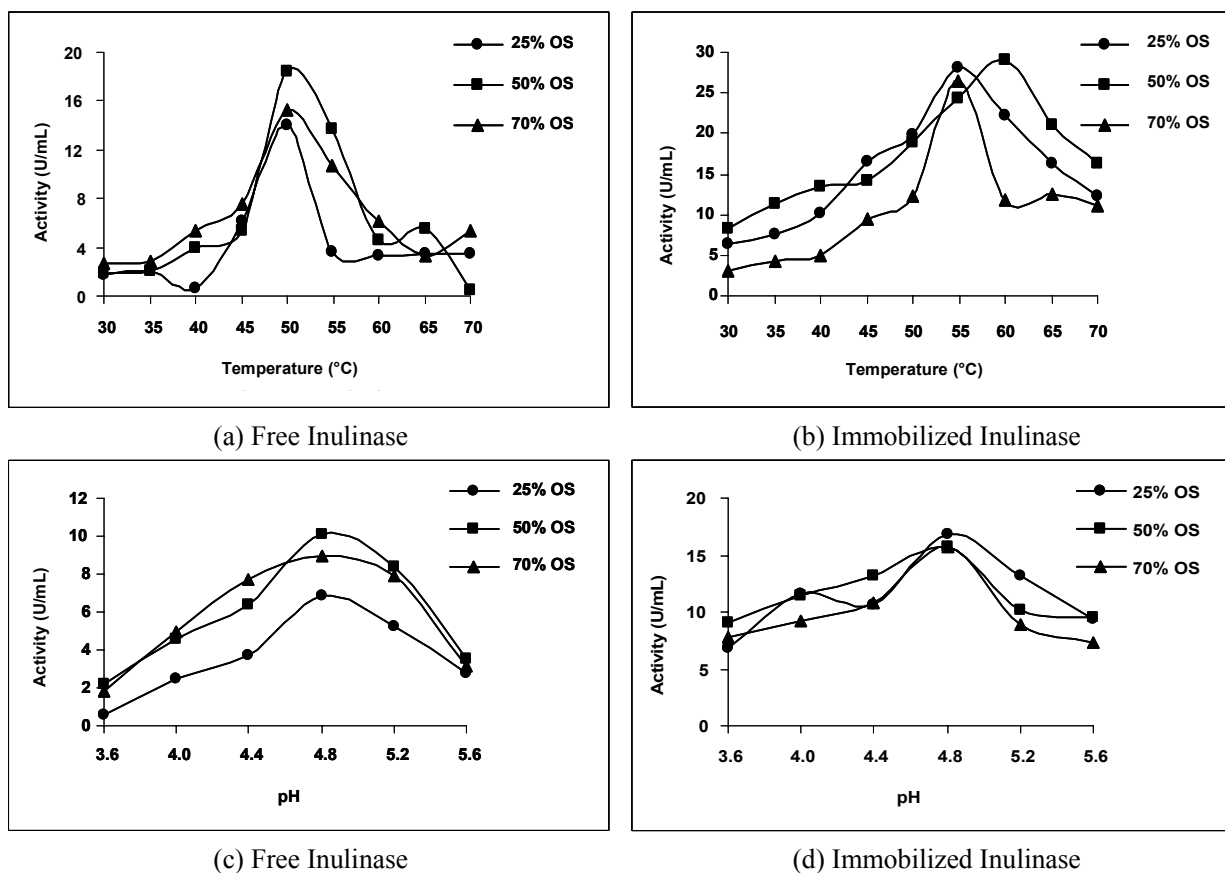 25% OS
50% OS
70% OS
Activity (U/mL)
20
16
12
8
4
0
30 35 40 45 50 55 60 65 70
Temperature (°C)
(a) Free Inulinase
25% OS
50% OS
70% OS
Activity (U/mL)
30
25
20
15
10
5
0
30 35 40 45 50 55 60 65 70
Temperature (°C)
(b) Immobilized Inulinase
25% OS
50% OS
70% OS
Activity (U/mL)
12
10
8
6
4
2
0
3.6 4.0 4.4 4.8 5.2 5.6
pH
(c) Free Inulinase
25% OS
50% OS
70% OS
Activity (U/mL)
20
15
10
5
0
3.6 4.0 4.4 4.8 5.2 5.6
pH
(d) Immobilized Inulinase